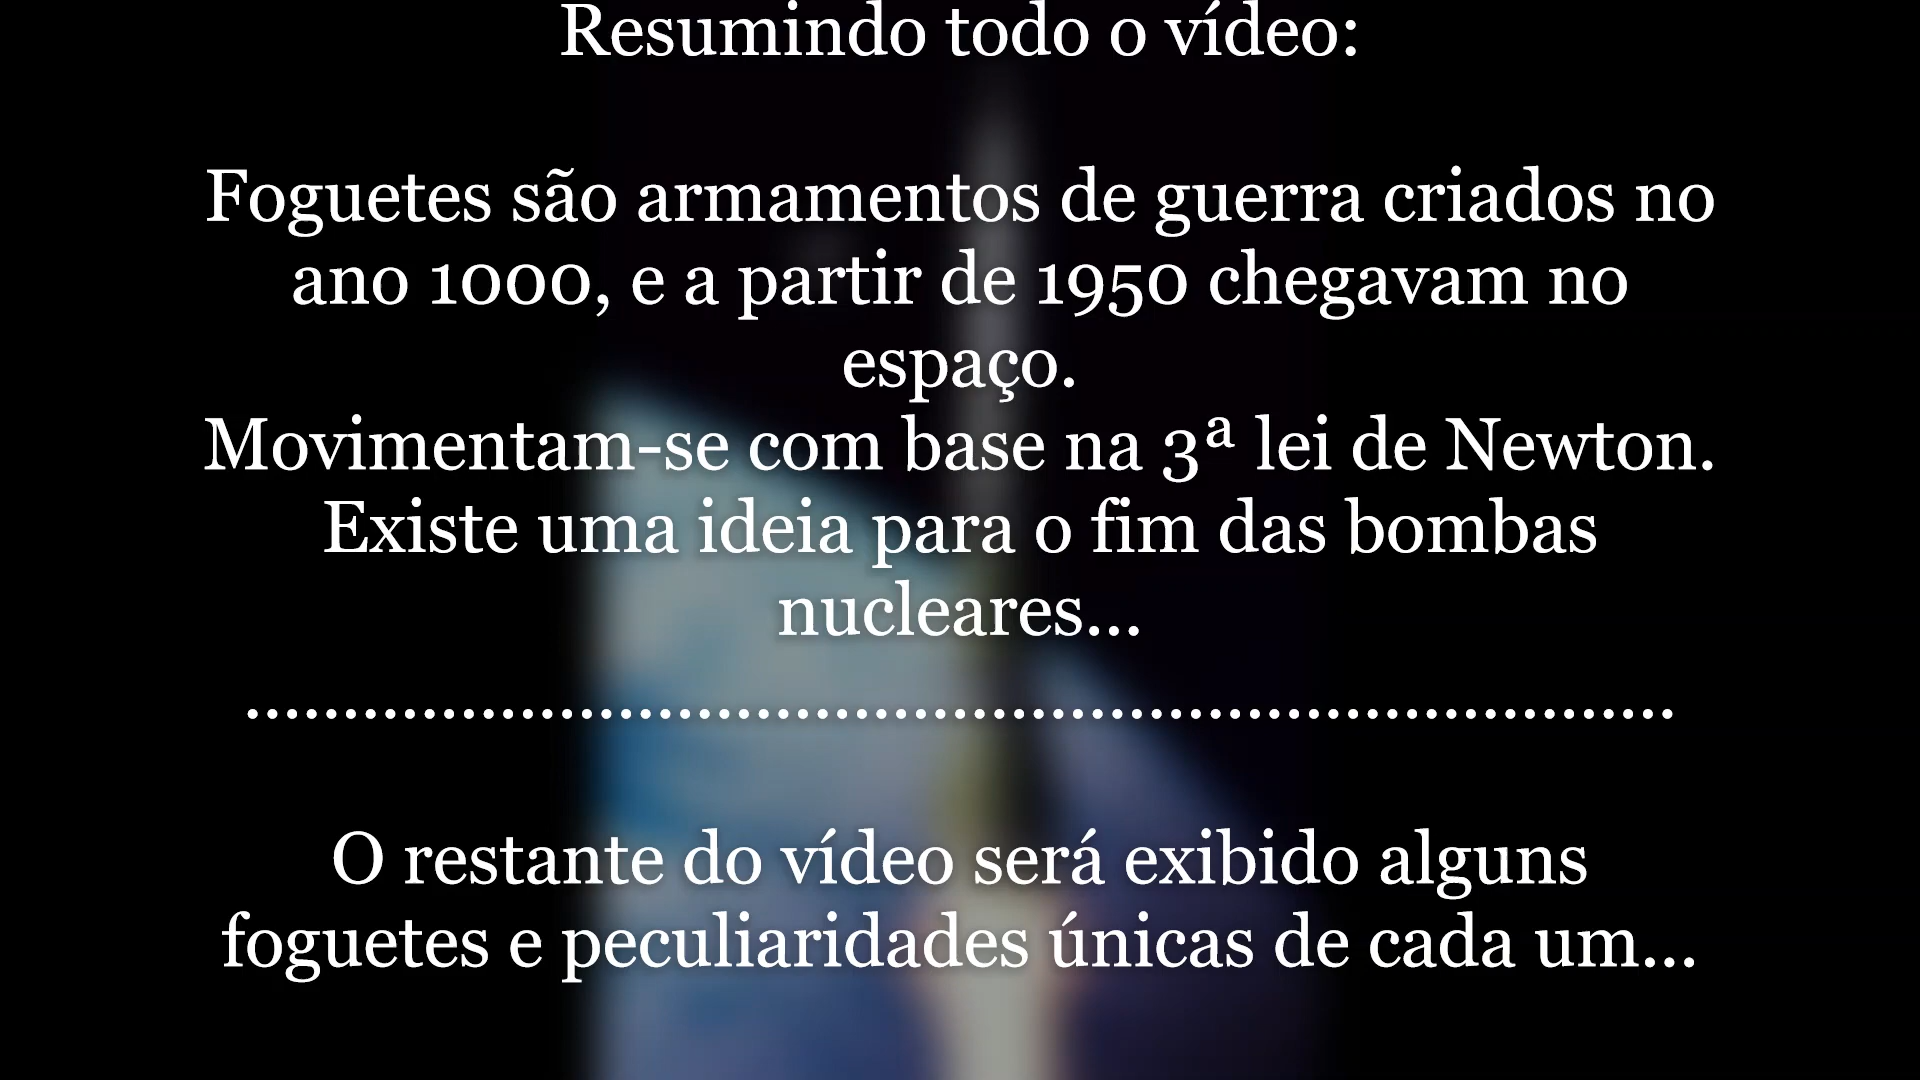 Resumindo todo o vídeo:
Foguetes são armamentos de guerra criados no
ano 1000, e a partir de 1950 chegavam no
espaço.
Movimentam-se com base na 3ª lei de Newton.
Existe uma ideia para o fim das bombas
nucleares...
.........................................................................
O restante do vídeo será exibido alguns
foguetes e peculiaridades únicas de cada um...